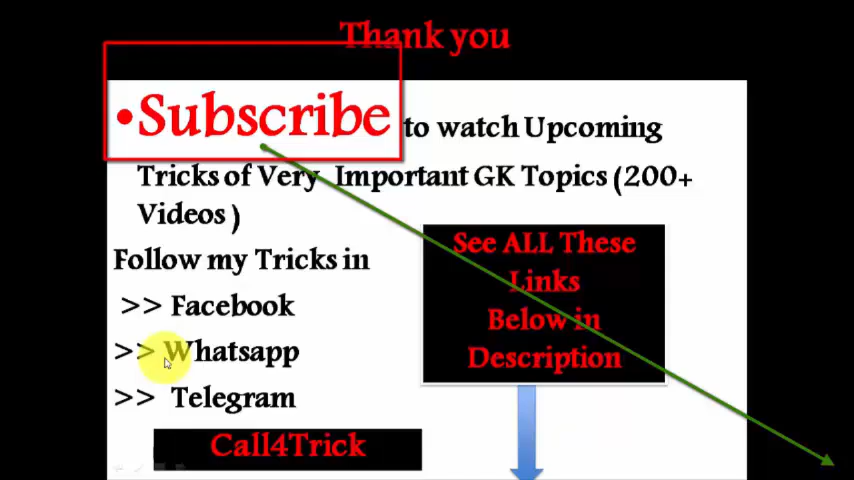 Thank you
•Subscribe to watch Upcoming
Tricks of Very Important GK Topics (200+
Videos )
Follow my Tricks in
>> Facebook
>> Whatsapp
>> Telegram
See ALL These
Links
Below in
Description
Call4Trick